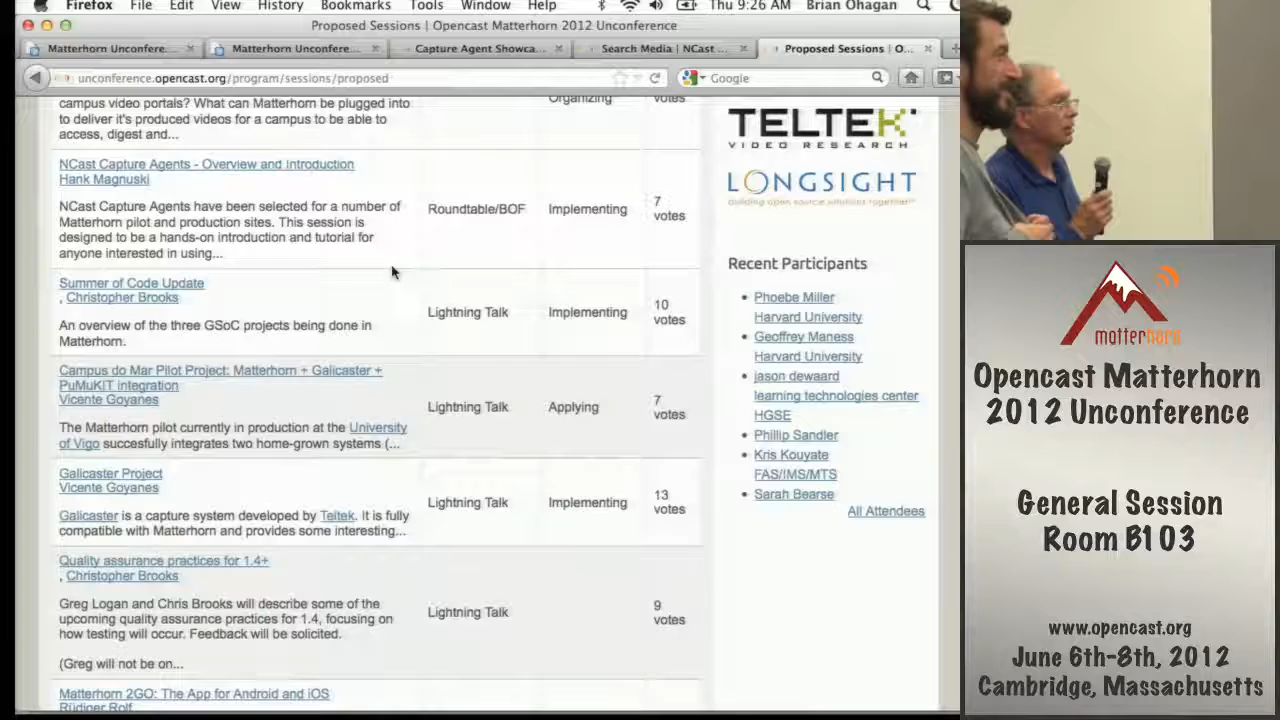 Firefox File Edit View History Bookmarks Tools Window Help Thu 9:26 AM Brian Ohagan
Proposed Sessions | Opencast Matterhorn 2012 Unconference
Matterhorn Unconfere... Matterhorn Unconfere... Capture Agent Showca... Search Media | NCast ... Proposed Sessions | O...
unconference.opencast.org/program/sessions/proposed
Google
campus video portals? What can Matterhorn be plugged into
to deliver it's produced videos for a campus to be able to
access, digest and...
Organizing
votes
NCast Capture Agents - Overview and Introduction
Hank Magnuski
NCast Capture Agents have been selected for a number of
Matterhorn pilot and production sites. This session is
designed to be a hands-on introduction and tutorial for
anyone interested in using...
Roundtable/BOF
Implementing
7
votes
Summer of Code Update
, Christopher Brooks
An overview of the three GSoC projects being done in
Matterhorn.
Lightning Talk
Implementing
10
votes
Campus do Mar Pilot Project: Matterhorn + Galicaster +
PuMuKIT integration
Vicente Goyanes
The Matterhorn pilot currently in production at the University
of Vigo succesfully integrates two home-grown systems (...
Lightning Talk
Applying
7
votes
Galicaster Project
Vicente Goyanes
Galicaster is a capture system developed by Teltek. It is fully
compatible with Matterhorn and provides some interesting...
Lightning Talk
Implementing
13
votes
Quality assurance practices for 1.4+
, Christopher Brooks
Greg Logan and Chris Brooks will describe some of the
upcoming quality assurance practices for 1.4, focusing on
how testing will occur. Feedback will be solicited.
(Greg will not be on...
Lightning Talk
9
votes
Matterhorn 2GO: The App for Android and iOS
Rüdiger Rolf
TELTEK
VIDEO RESEARCH
LONGSIGHT
building open source solutions together
Recent Participants
Phoebe Miller
Harvard University
Geoffrey Maness
Harvard University
jason dewaard
learning technologies center
HGSE
Phillip Sandler
Kris Kouyate
FAS/IMS/MTS
Sarah Bearse
All Attendees
matterhorn
Opencast Matterhorn
2012 Unconference
General Session
Room B103
www.opencast.org
June 6th-8th, 2012
Cambridge, Massachusetts